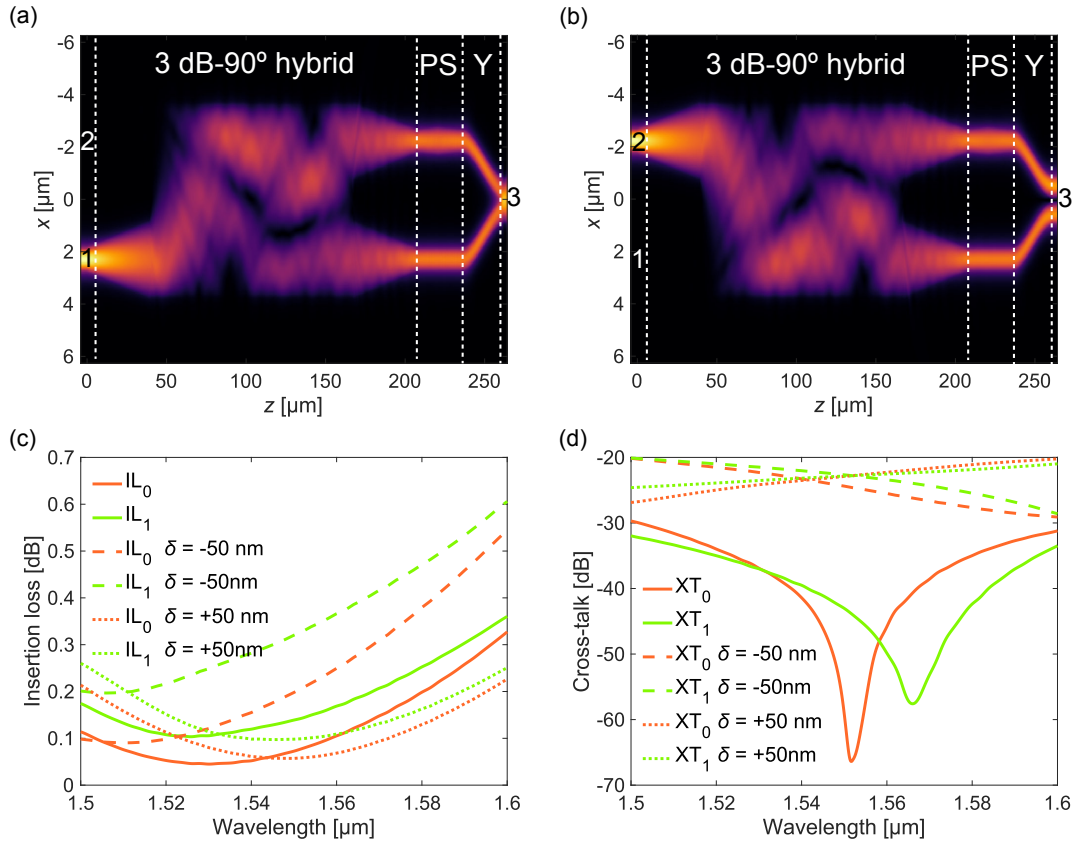 (a)
-6
-4
-2
0
2
4
6
x [µm]
3 dB-90º hybrid
PS
Y
2
1
3
0
50
100
150
200
250
z [µm]
(b)
-6
-4
-2
0
2
4
6
x [µm]
3 dB-90º hybrid
PS
Y
2
1
3
0
50
100
150
200
250
z [µm]
(c)
0.7
0.6
0.5
0.4
0.3
0.2
0.1
0
Insertion loss [dB]
IL0
IL1
IL0 δ = -50 nm
IL1 δ = -50nm
IL0 δ = +50 nm
IL1 δ = +50nm
1.5
1.52
1.54
1.56
1.58
1.6
Wavelength [µm]
(d)
-20
-30
-40
-50
-60
-70
Cross-talk [dB]
XT0
XT1
XT0 δ = -50 nm
XT1 δ = -50nm
XT0 δ = +50 nm
XT1 δ = +50nm
1.5
1.52
1.54
1.56
1.58
1.6
Wavelength [µm]